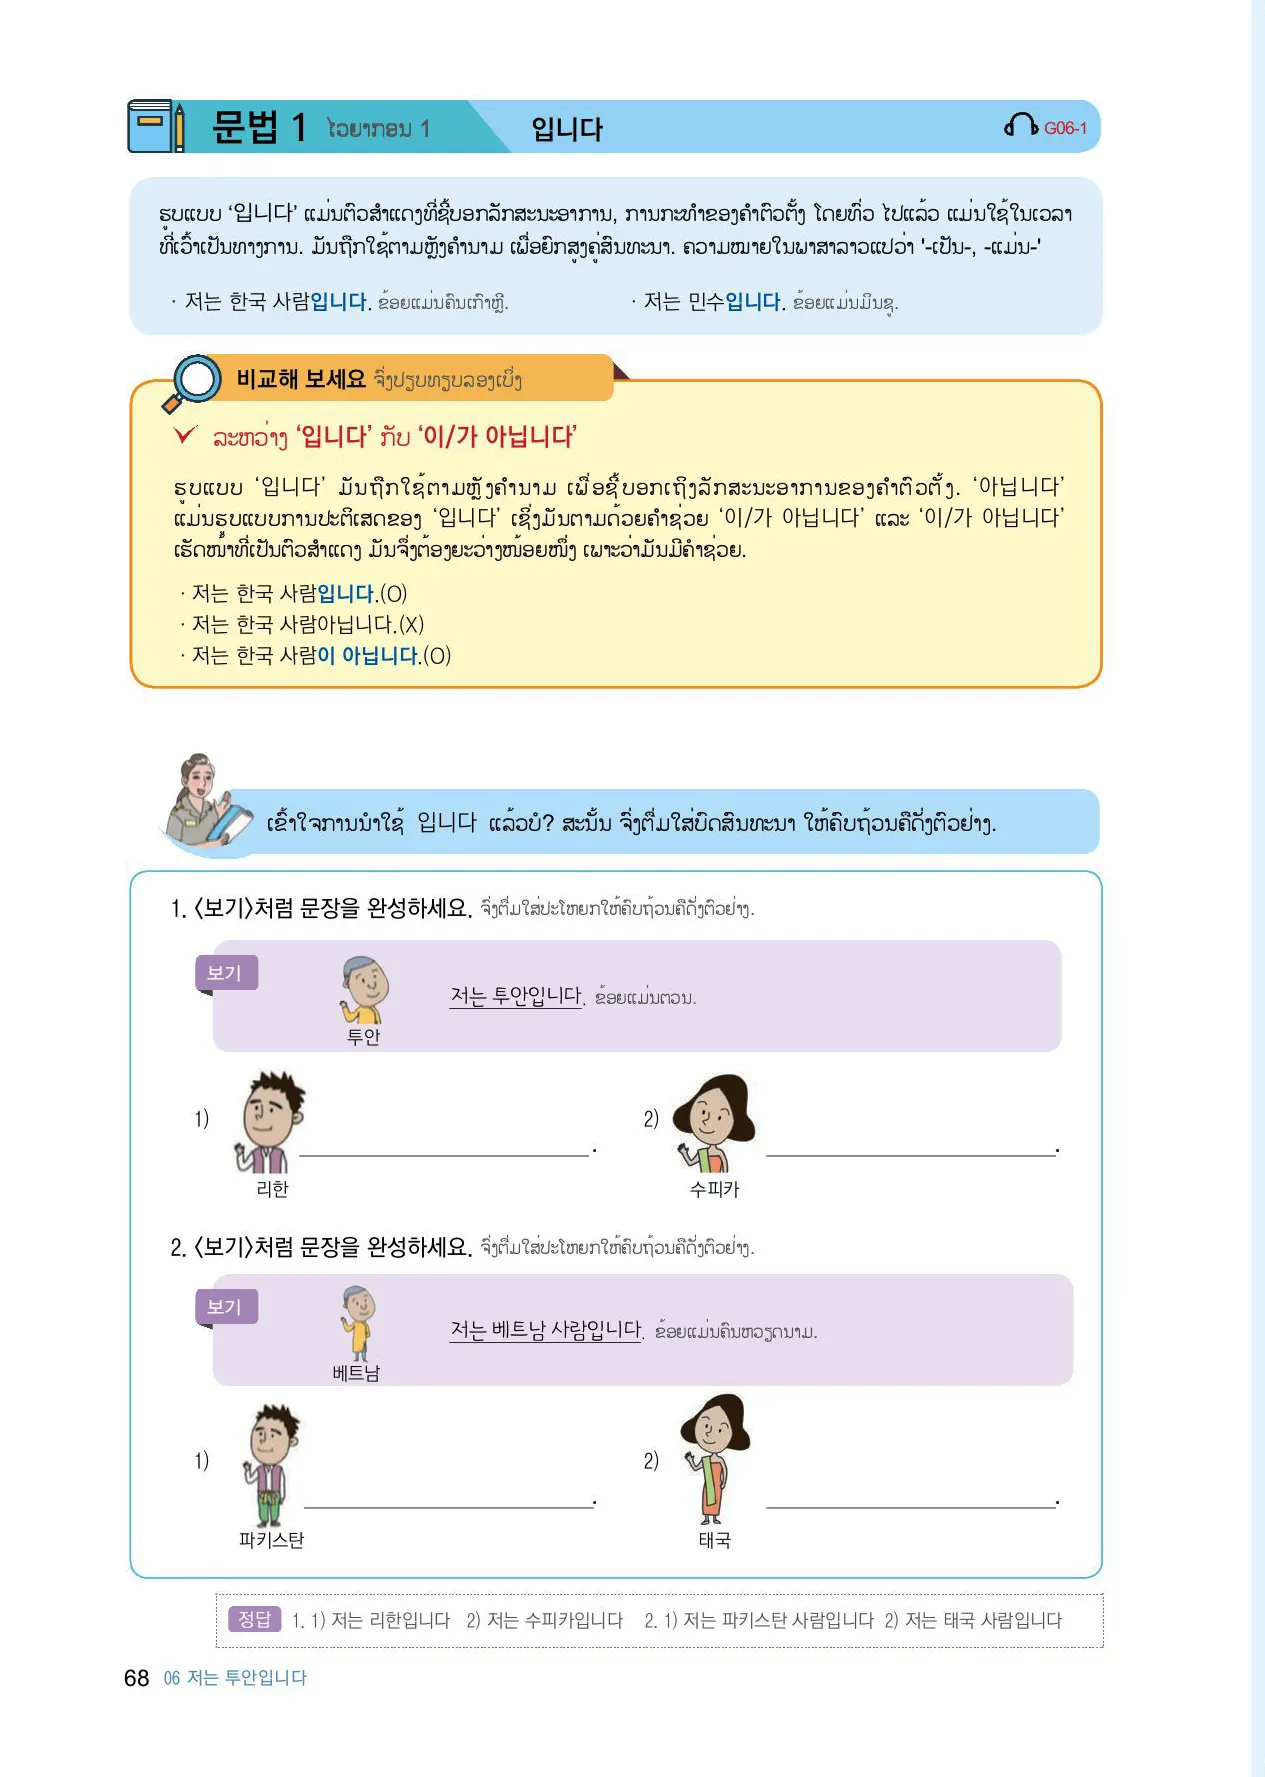 문법 1 ໄວຍາກອນ 1 입니다 G06-1
ຮູບແບບ ‘입니다’ ແມ່ນຕົວສຳແດງທີ່ຊີ້ບອກລັກສະນະອາການ, ການກະທຳຂອງຄຳຕົວຕັ້ງ ໂດຍທົ່ວ ໄປແລ້ວ ແມ່ນໃຊ້ໃນເວລາ
ທີ່ເວົ້າເປັນທາງການ. ມັນຖືກໃຊ້ຕາມຫຼັງຄຳນາມ ເພື່ອຍົກສູງຄູ່ສົນທະນາ. ຄວາມໝາຍໃນພາສາລາວແປວ່າ '-ເປັນ-, -ແມ່ນ-'
· 저는 한국 사람입니다. ຂ້ອຍແມ່ນຄົນເກົາຫຼີ. · 저는 민수입니다. ຂ້ອຍແມ່ນມິນຊູ.
비교해 보세요 ຈົ່ງປຽບທຽບລອງເບິ່ງ
ລະຫວ່າງ ‘입니다’ ກັບ ‘이/가 아닙니다’
ຮູບແບບ ‘입니다’ ມັນຖືກໃຊ້ຕາມຫຼັງຄຳນາມ ເພື່ອຊີ້ບອກເຖິງລັກສະນະອາການຂອງຄຳຕົວຕັ້ງ. ‘아닙니다’
ແມ່ນຮູບແບບການປະຕິເສດຂອງ ‘입니다’ ເຊິ່ງມັນຕາມດ້ວຍຄຳຊ່ວຍ ‘이/가 아닙니다’ ແລະ ‘이/가 아닙니다’
ເຮັດໜ້າທີ່ເປັນຕົວສຳແດງ ມັນຈຶ່ງຕ້ອງຍະວ່າງໜ້ອຍໜຶ່ງ ເພາະວ່າມັນມີຄຳຊ່ວຍ.
· 저는 한국 사람입니다.(O)
· 저는 한국 사람아닙니다.(X)
· 저는 한국 사람이 아닙니다.(O)
ເຂົ້າໃຈການນຳໃຊ້ 입니다 ແລ້ວບໍ? ສະນັ້ນ ຈົ່ງຕື່ມໃສ່ບົດສົນທະນາ ໃຫ້ຄົບຖ້ວນຄືດັ່ງຕົວຢ່າງ.
1. 〈보기〉처럼 문장을 완성하세요. ຈົ່ງຕື່ມໃສ່ປະໂຫຍກໃຫ້ຄົບຖ້ວນຄືດັ່ງຕົວຢ່າງ.
보기
저는 투안입니다. ຂ້ອຍແມ່ນຕວນ.
투안
1) . 2) .
리한 수피카
2. 〈보기〉처럼 문장을 완성하세요. ຈົ່ງຕື່ມໃສ່ປະໂຫຍກໃຫ້ຄົບຖ້ວນຄືດັ່ງຕົວຢ່າງ.
보기
저는 베트남 사람입니다. ຂ້ອຍແມ່ນຄົນຫວຽດນາມ.
베트남
1) . 2) .
파키스탄 태국
정답 1. 1) 저는 리한입니다 2) 저는 수피카입니다 2. 1) 저는 파키스탄 사람입니다 2) 저는 태국 사람입니다
68 06 저는 투안입니다